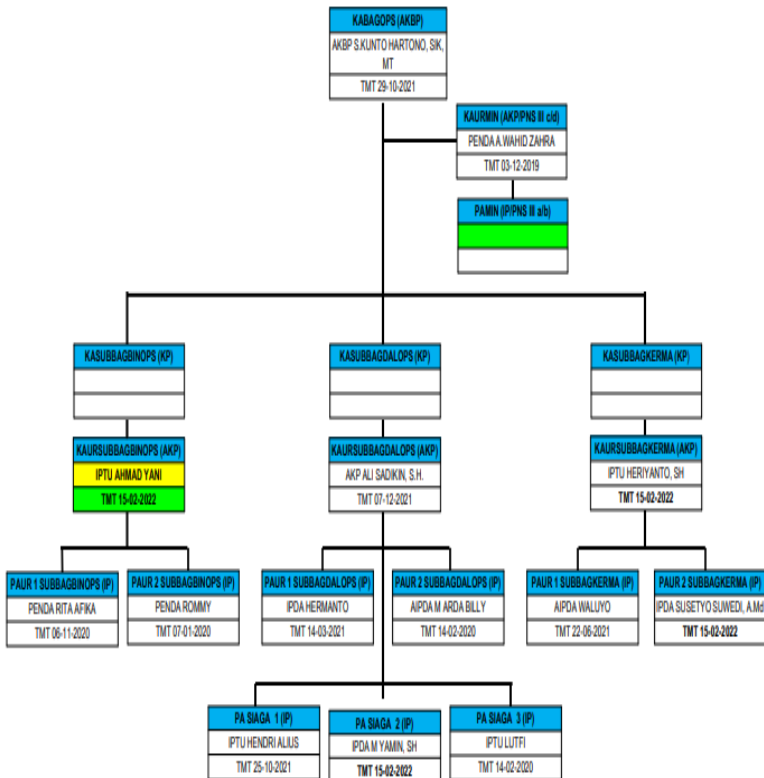 KABAGOPS (AKBP)
AKBP S.KUNTO HARTONO, SIK,
MT
TMT 29-10-2021
KAURMIN (AKP/PNS III c/d)
PENDA A.WAHID ZAHRA
TMT 03-12-2019
PAMIN (IP/PNS III a/b)
KASUBBAGBINOPS (KP)
KASUBBAGDALOPS (KP)
KASUBBAGKERMA (KP)
KAURSUBBAGBINOPS (AKP)
IPTU AHMAD YANI
TMT 15-02-2022
KAURSUBBAGDALOPS (AKP)
AKP ALI SADIKIN, S.H.
TMT 07-12-2021
KAURSUBBAGKERMA (AKP)
IPTU HERIYANTO, SH
TMT 15-02-2022
PAUR 1 SUBBAGBINOPS (IP)
PENDA RITA AFIKA
TMT 06-11-2020
PAUR 2 SUBBAGBINOPS (IP)
PENDA ROMMY
TMT 07-01-2020
PAUR 1 SUBBAGDALOPS (IP)
IPDA HERMANTO
TMT 14-03-2021
PAUR 2 SUBBAGDALOPS (IP)
AIPDA M ARDA BILLY
TMT 14-02-2020
PAUR 1 SUBBAGKERMA (IP)
AIPDA WALUYO
TMT 22-06-2021
PAUR 2 SUBBAGKERMA (IP)
IPDA SUSETYO SUWEDI, A.Md
TMT 15-02-2022
PA SIAGA 1 (IP)
IPTU HENDRI ALIUS
TMT 25-10-2021
PA SIAGA 2 (IP)
IPDA M YAMIN, SH
TMT 15-02-2022
PA SIAGA 3 (IP)
IPTU LUTFI
TMT 14-02-2020